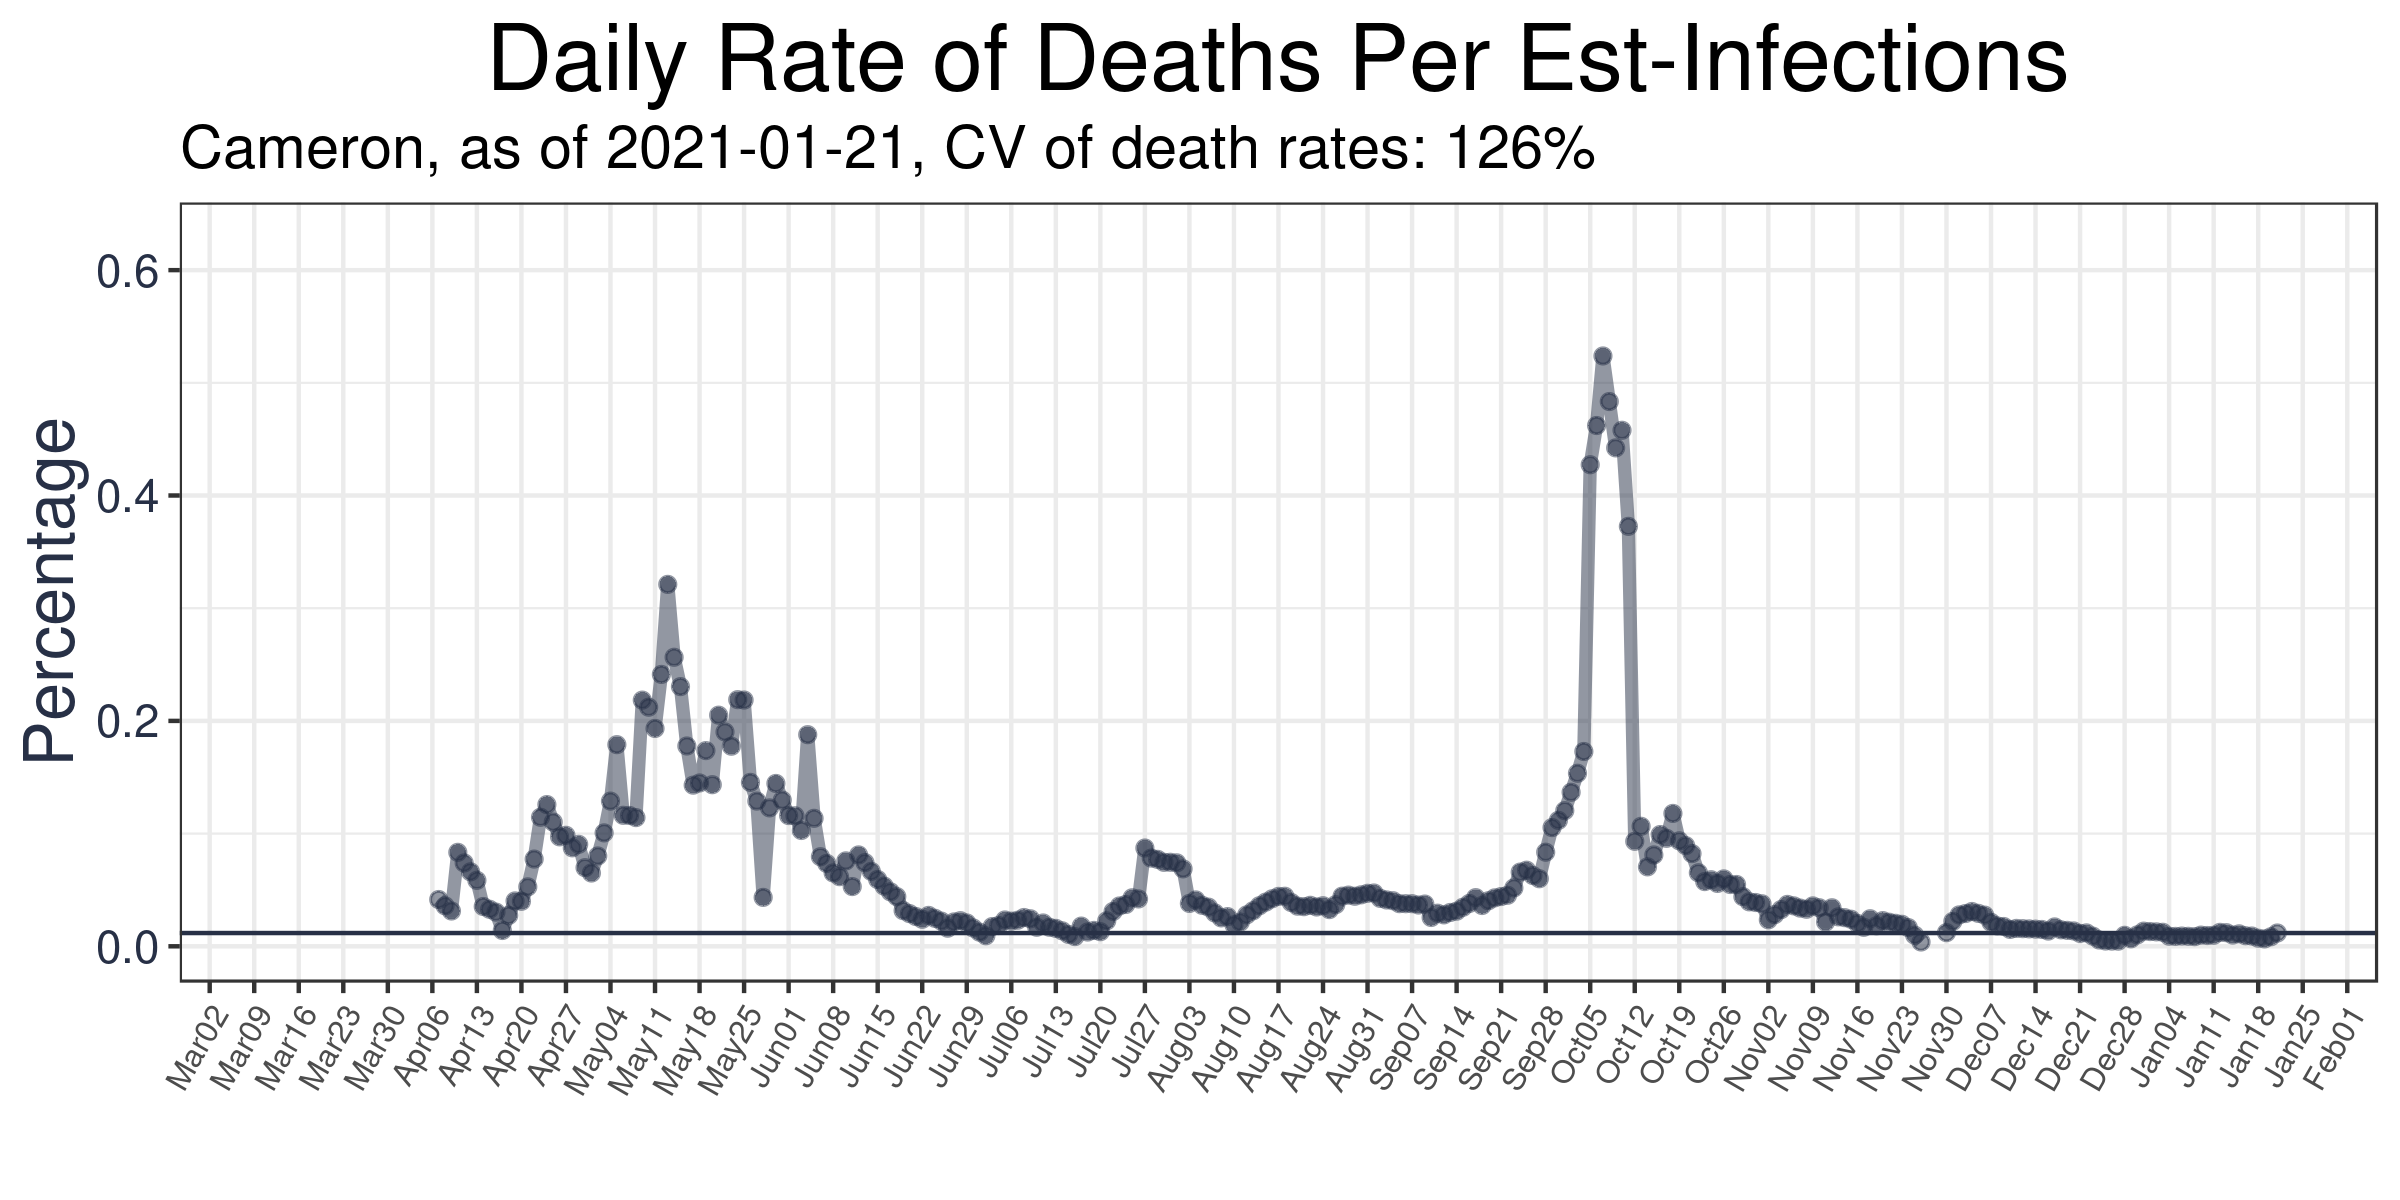 Daily Rate of Deaths Per Est-Infections
Cameron, as of 2021-01-21, CV of death rates: 126%
Percentage
0.6
0.4
0.2
0.0
Mar02
Mar09
Mar16
Mar23
Mar30
Apr06
Apr13
Apr20
Apr27
May04
May11
May18
May25
Jun01
Jun08
Jun15
Jun22
Jun29
Jul06
Jul13
Jul20
Jul27
Aug03
Aug10
Aug17
Aug24
Aug31
Sep07
Sep14
Sep21
Sep28
Oct05
Oct12
Oct19
Oct26
Nov02
Nov09
Nov16
Nov23
Nov30
Dec07
Dec14
Dec21
Dec28
Jan04
Jan11
Jan18
Jan25
Feb01